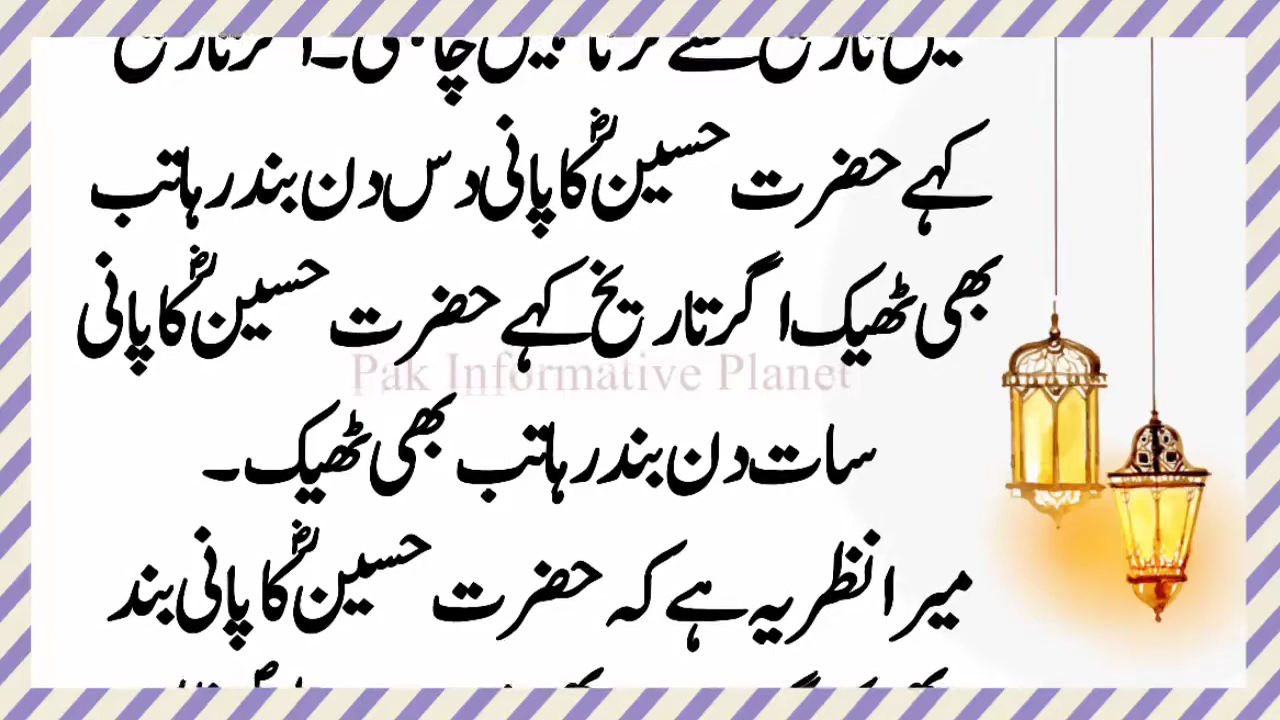 کہے حضرت حسینؓ کا پانی دس دن بند رہا تب
بھی ٹھیک اگر تاریخ کہے حضرت حسینؓ کا پانی
سات دن بند رہا تب بھی ٹھیک۔
میرا نظریہ ہے کہ حضرت حسینؓ کا پانی بند
Pak Informative Planet